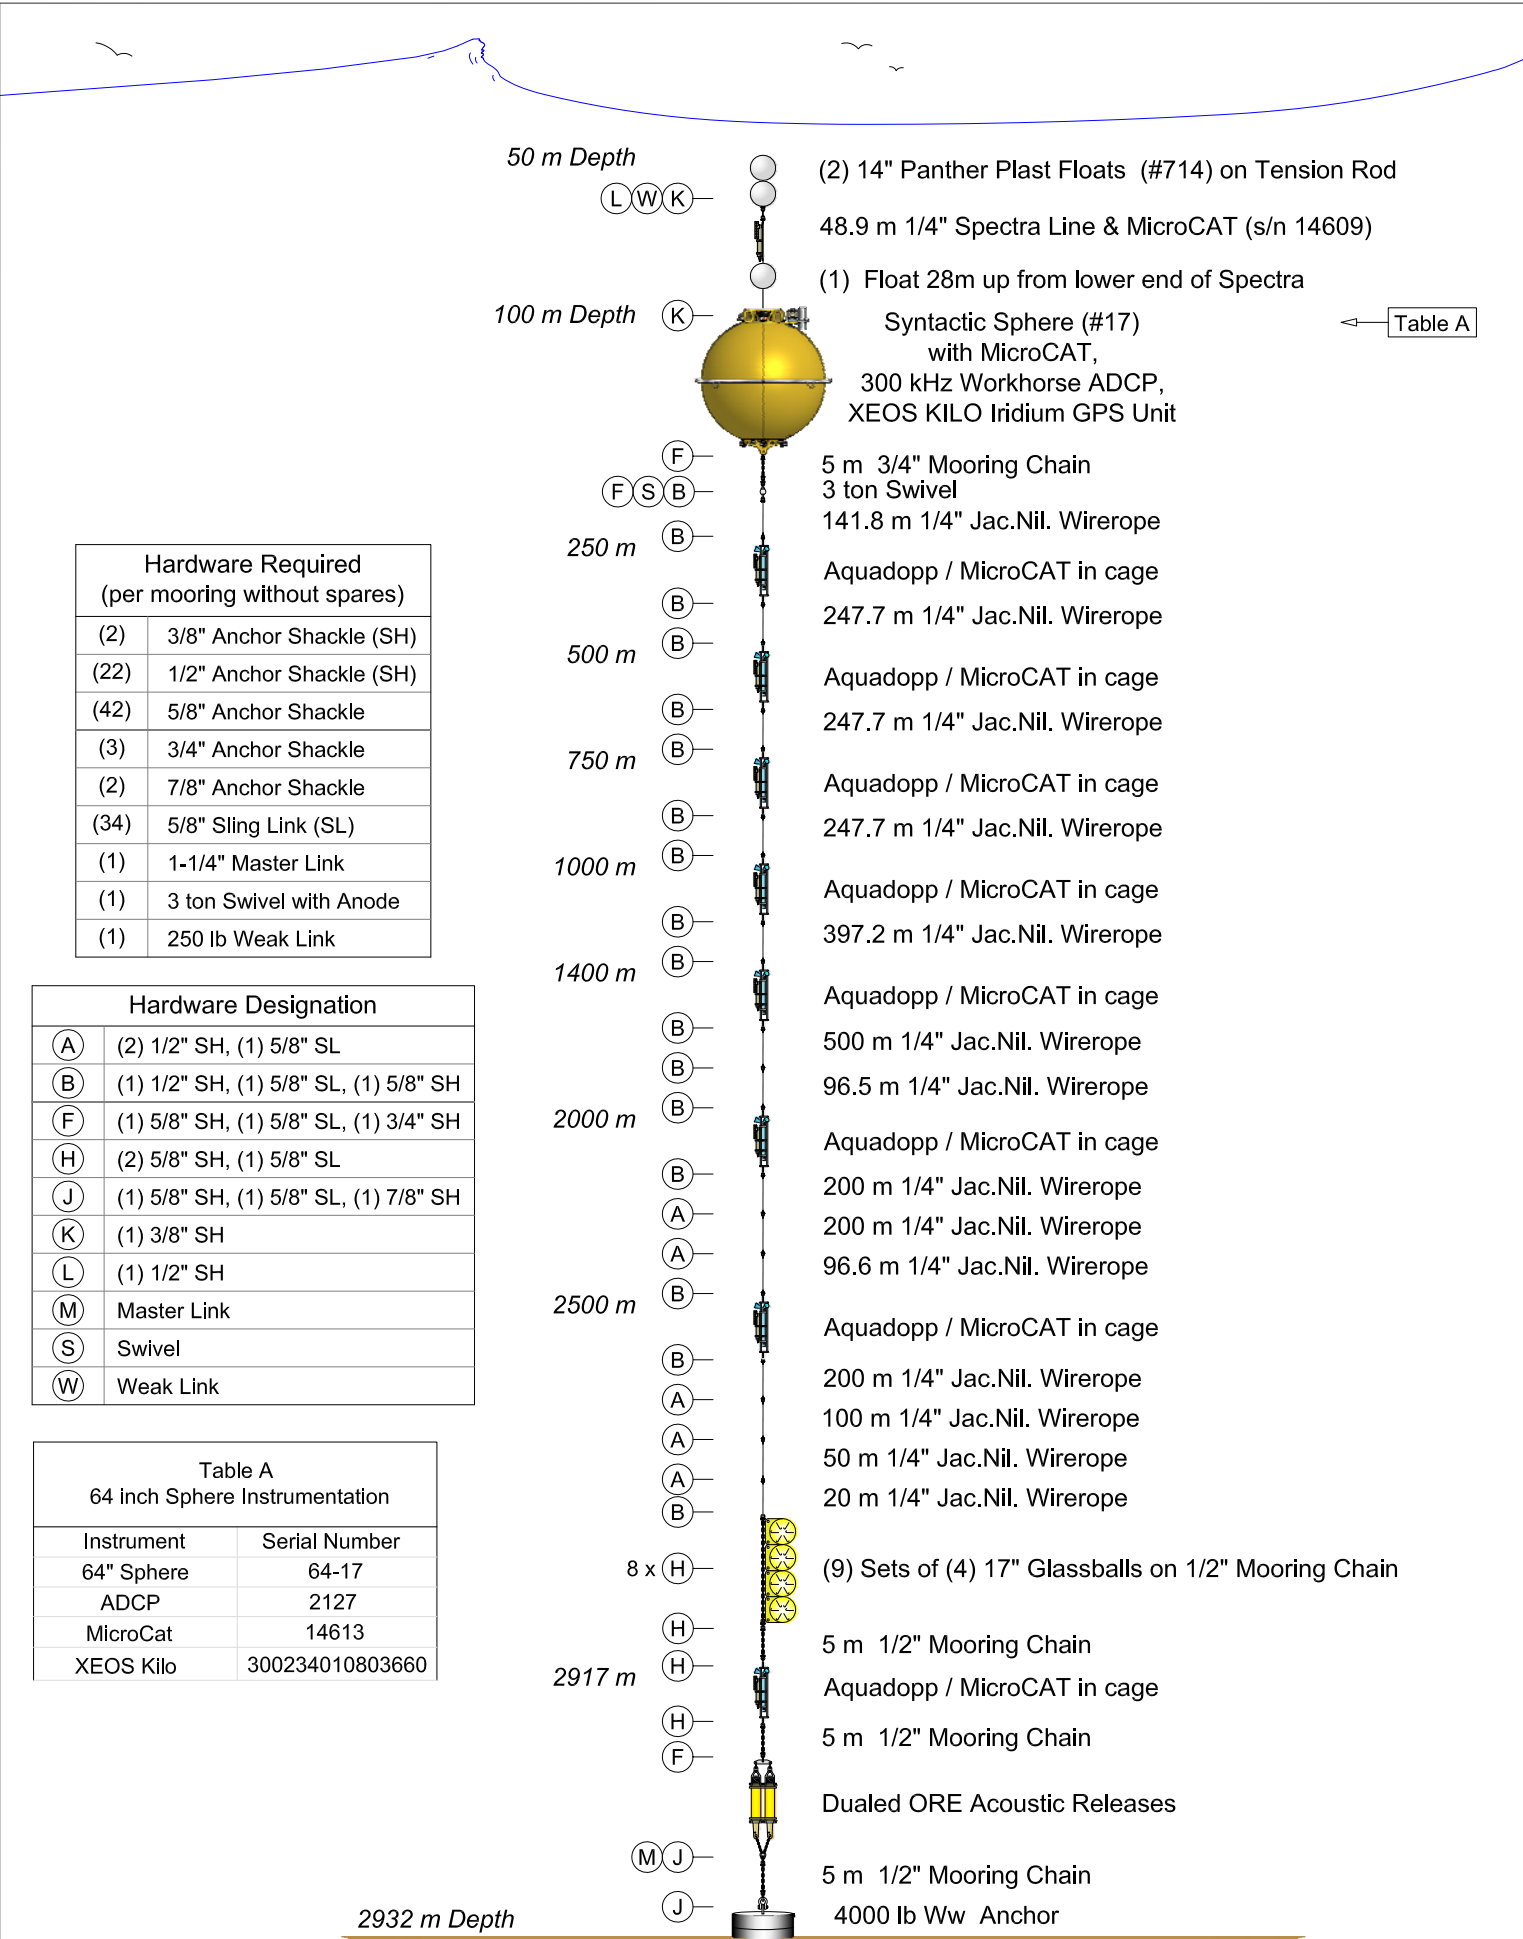 50 m Depth
(2) 14" Panther Plast Floats (#714) on Tension Rod
L W K
48.9 m 1/4" Spectra Line & MicroCAT (s/n 14609)
(1) Float 28m up from lower end of Spectra
100 m Depth K
Syntactic Sphere (#17)
with MicroCAT,
300 kHz Workhorse ADCP,
XEOS KILO Iridium GPS Unit
Table A
F
5 m 3/4" Mooring Chain
F S B
3 ton Swivel
141.8 m 1/4" Jac.Nil. Wirerope
250 m B
Aquadopp / MicroCAT in cage
B
247.7 m 1/4" Jac.Nil. Wirerope
500 m B
Aquadopp / MicroCAT in cage
B
247.7 m 1/4" Jac.Nil. Wirerope
750 m B
Aquadopp / MicroCAT in cage
B
247.7 m 1/4" Jac.Nil. Wirerope
1000 m B
Aquadopp / MicroCAT in cage
B
397.2 m 1/4" Jac.Nil. Wirerope
1400 m B
Aquadopp / MicroCAT in cage
B
500 m 1/4" Jac.Nil. Wirerope
B
96.5 m 1/4" Jac.Nil. Wirerope
2000 m B
Aquadopp / MicroCAT in cage
B
200 m 1/4" Jac.Nil. Wirerope
A
200 m 1/4" Jac.Nil. Wirerope
A
96.6 m 1/4" Jac.Nil. Wirerope
2500 m B
Aquadopp / MicroCAT in cage
B
200 m 1/4" Jac.Nil. Wirerope
A
100 m 1/4" Jac.Nil. Wirerope
A
50 m 1/4" Jac.Nil. Wirerope
A
20 m 1/4" Jac.Nil. Wirerope
B
8 x H
(9) Sets of (4) 17" Glassballs on 1/2" Mooring Chain
H
5 m 1/2" Mooring Chain
2917 m H
Aquadopp / MicroCAT in cage
H
5 m 1/2" Mooring Chain
F
Dualed ORE Acoustic Releases
M J
5 m 1/2" Mooring Chain
J
4000 lb Ww Anchor
2932 m Depth
Hardware Required
(per mooring without spares)
(2) 3/8" Anchor Shackle (SH)
(22) 1/2" Anchor Shackle (SH)
(42) 5/8" Anchor Shackle
(3) 3/4" Anchor Shackle
(2) 7/8" Anchor Shackle
(34) 5/8" Sling Link (SL)
(1) 1-1/4" Master Link
(1) 3 ton Swivel with Anode
(1) 250 lb Weak Link
Hardware Designation
A (2) 1/2" SH, (1) 5/8" SL
B (1) 1/2" SH, (1) 5/8" SL, (1) 5/8" SH
F (1) 5/8" SH, (1) 5/8" SL, (1) 3/4" SH
H (2) 5/8" SH, (1) 5/8" SL
J (1) 5/8" SH, (1) 5/8" SL, (1) 7/8" SH
K (1) 3/8" SH
L (1) 1/2" SH
M Master Link
S Swivel
W Weak Link
Table A
64 inch Sphere Instrumentation
Instrument Serial Number
64" Sphere 64-17
ADCP 2127
MicroCat 14613
XEOS Kilo 300234010803660